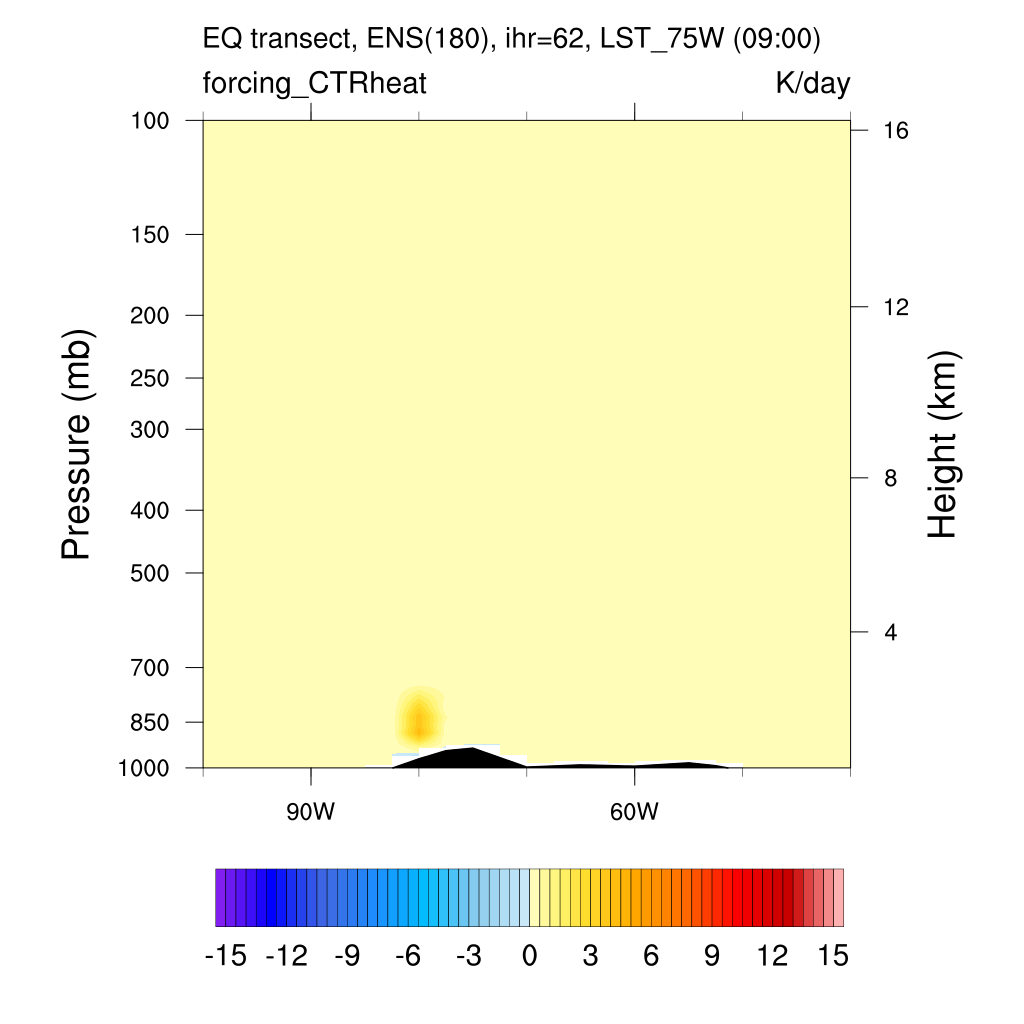 EQ transect, ENS(180), ihr=62, LST_75W (09:00)
forcing_CTRheat K/day
100
150
200
250
300
400
500
700
850
1000
Pressure (mb)
16
12
8
4
Height (km)
90W 60W
-15 -12 -9 -6 -3 0 3 6 9 12 15